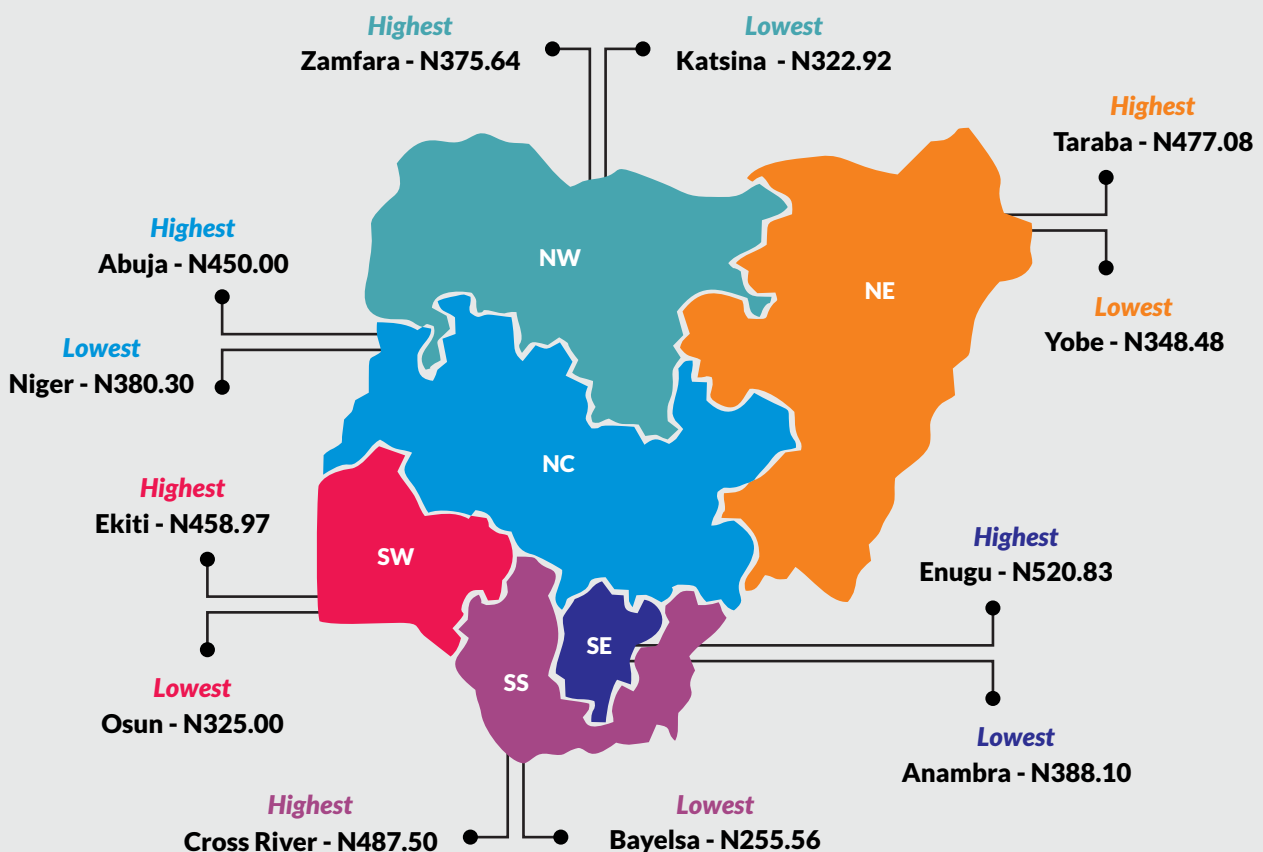 Highest
Zamfara - N375.64
Lowest
Katsina - N322.92
Highest
Taraba - N477.08
Lowest
Yobe - N348.48
Highest
Abuja - N450.00
Lowest
Niger - N380.30
NW
NE
NC
SW
SE
SS
Highest
Ekiti - N458.97
Lowest
Osun - N325.00
Highest
Enugu - N520.83
Lowest
Anambra - N388.10
Highest
Cross River - N487.50
Lowest
Bayelsa - N255.56